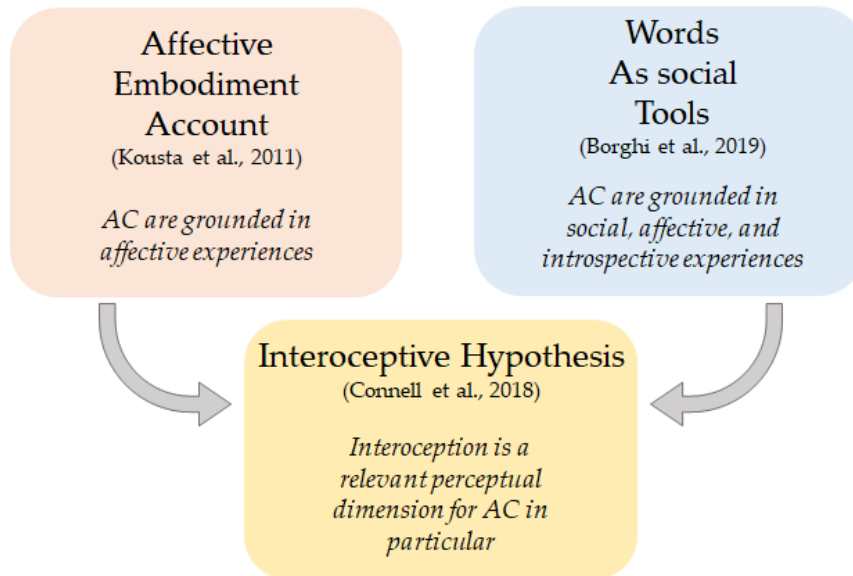 Affective
Embodiment
Account
(Kousta et al., 2011)
AC are grounded in
affective experiences
Words
As social
Tools
(Borghi et al., 2019)
AC are grounded in
social, affective, and
introspective experiences
Interoceptive Hypothesis
(Connell et al., 2018)
Interoception is a
relevant perceptual
dimension for AC in
particular